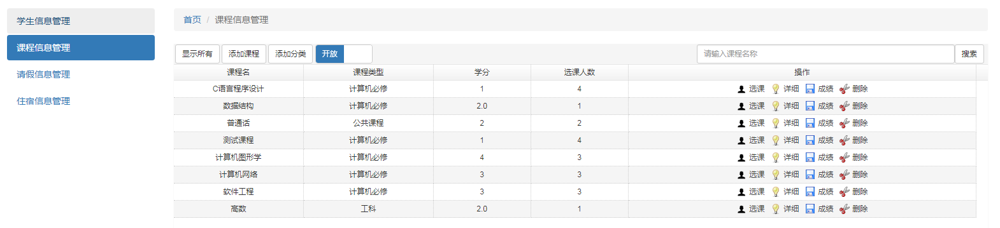 学生信息管理
课程信息管理
请假信息管理
住宿信息管理
首页 / 课程信息管理
显示所有 添加课程 添加分类 开放 请输入课程名称 搜索
课程名 课程类型 学分 选课人数 操作
C语言程序设计 计算机必修 1 4 选课 详细 成绩 删除
数据结构 计算机必修 2.0 1 选课 详细 成绩 删除
普通话 公共课程 2 2 选课 详细 成绩 删除
测试课程 计算机必修 1 4 选课 详细 成绩 删除
计算机图形学 计算机必修 4 3 选课 详细 成绩 删除
计算机网络 计算机必修 3 3 选课 详细 成绩 删除
软件工程 计算机必修 3 3 选课 详细 成绩 删除
高数 工科 2.0 1 选课 详细 成绩 删除